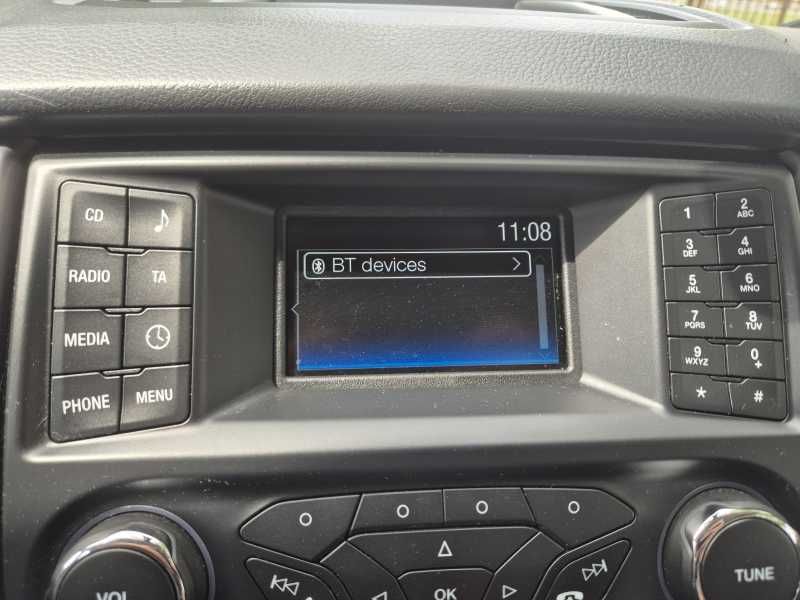 11:08
BT devices
CD
RADIO
TA
MEDIA
PHONE
MENU
1
2
ABC
3
DEF
4
GHI
5
JKL
6
MNO
7
PQRS
8
TUV
9
WXYZ
0
+
*
#
VOL
OK
TUNE